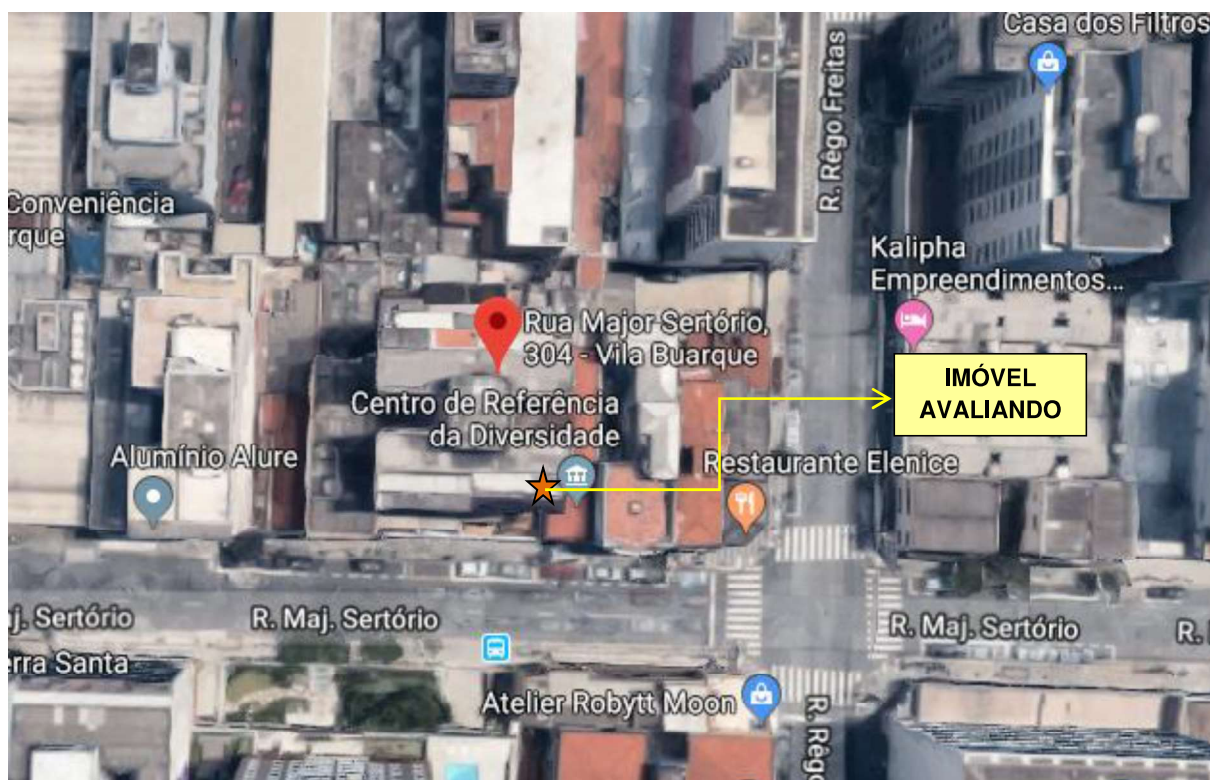 Casa dos Filtros
R. Rêgo Freitas
Conveniência
rque
Kalipha
Empreendimentos...
Rua Major Sertório,
304 - Vila Buarque
IMÓVEL
AVALIANDO
Centro de Referência
da Diversidade
Alumínio Alure
Restaurante Elenice
aj. Sertório
R. Maj. Sertório
R. Maj. Sertório
R.
erra Santa
Atelier Robytt Moon
R. Rêgo